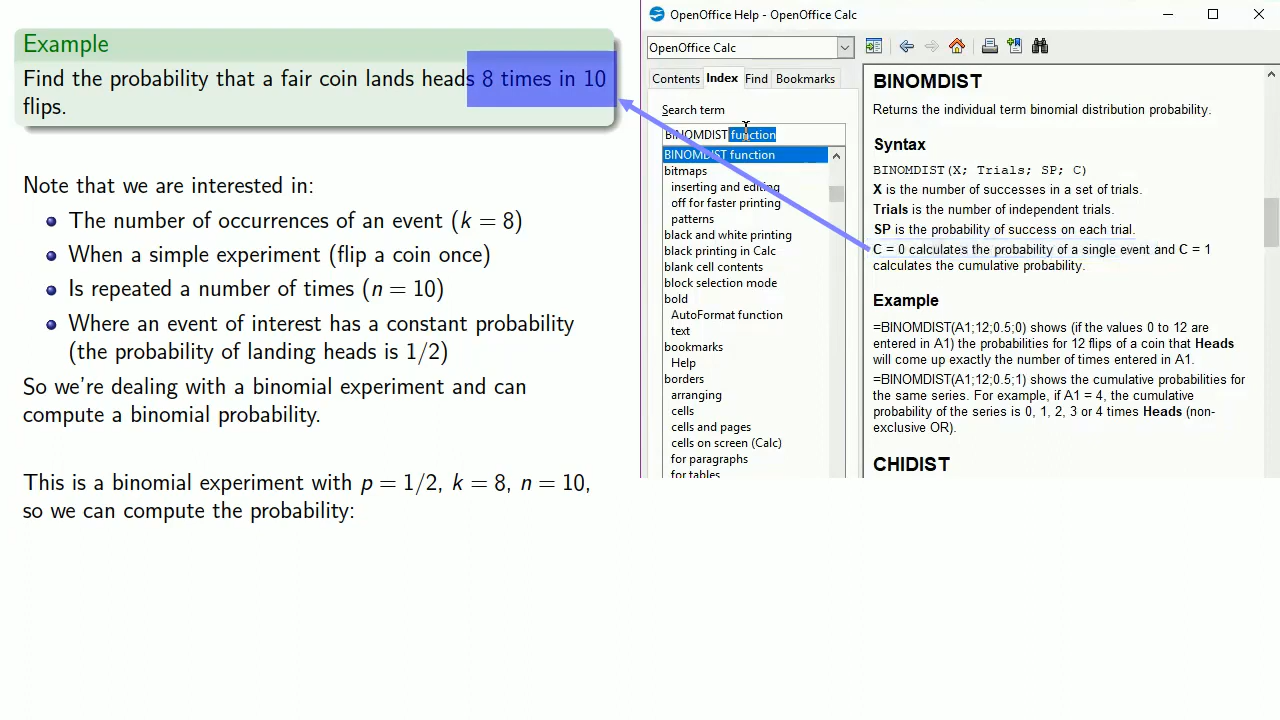 Example
Find the probability that a fair coin lands heads 8 times in 10
flips.
Note that we are interested in:
The number of occurrences of an event (k = 8)
When a simple experiment (flip a coin once)
Is repeated a number of times (n = 10)
Where an event of interest has a constant probability
(the probability of landing heads is 1/2)
So we're dealing with a binomial experiment and can
compute a binomial probability.
This is a binomial experiment with p = 1/2, k = 8, n = 10,
so we can compute the probability:
OpenOffice Help - OpenOffice Calc
OpenOffice Calc
Contents Index Find Bookmarks
Search term
BINOMDIST function
BINOMDIST function
bitmaps
inserting and editing
off for faster printing
patterns
black and white printing
black printing in Calc
blank cell contents
block selection mode
bold
AutoFormat function
text
bookmarks
Help
borders
arranging
cells
cells and pages
cells on screen (Calc)
for paragraphs
for tables
BINOMDIST
Returns the individual term binomial distribution probability.
Syntax
BINOMDIST(X; Trials; SP; C)
X is the number of successes in a set of trials.
Trials is the number of independent trials.
SP is the probability of success on each trial.
C = 0 calculates the probability of a single event and C = 1
calculates the cumulative probability.
Example
=BINOMDIST(A1;12;0.5;0) shows (if the values 0 to 12 are
entered in A1) the probabilities for 12 flips of a coin that Heads
will come up exactly the number of times entered in A1.
=BINOMDIST(A1;12;0.5;1) shows the cumulative probabilities for
the same series. For example, if A1 = 4, the cumulative
probability of the series is 0, 1, 2, 3 or 4 times Heads (non-
exclusive OR).
CHIDIST